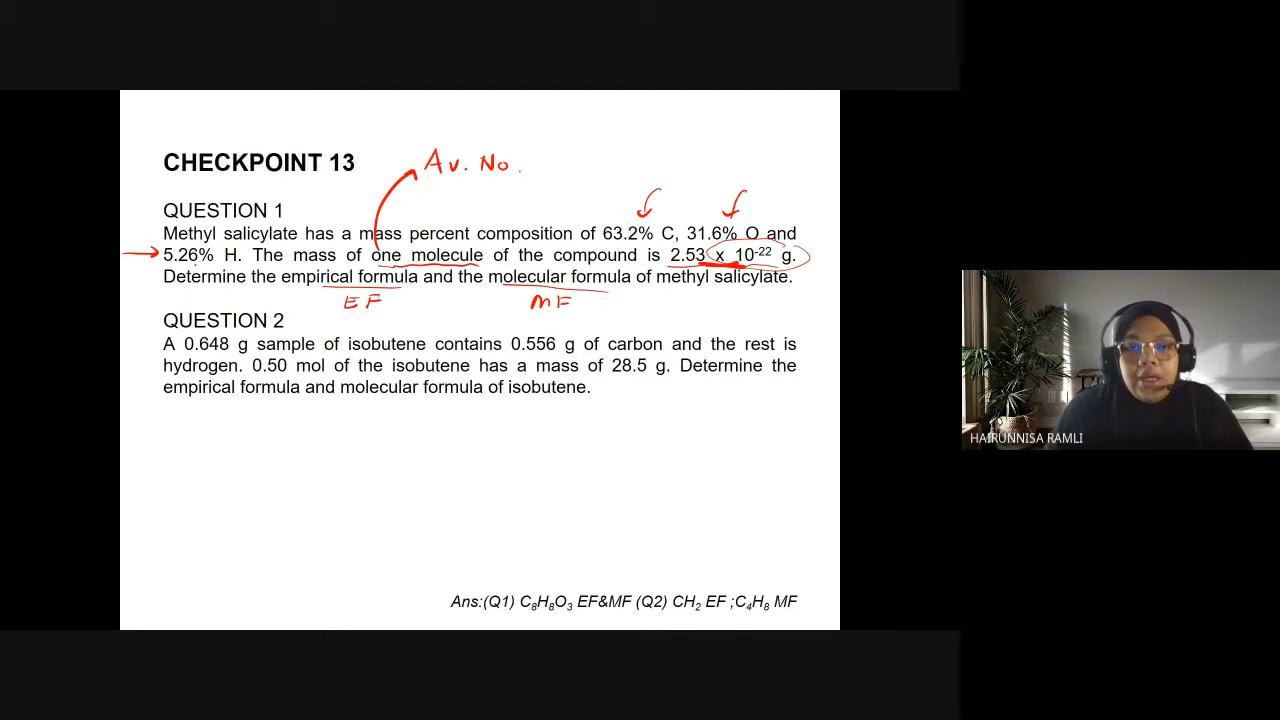 CHECKPOINT 13
Av. No.
QUESTION 1
Methyl salicylate has a mass percent composition of 63.2% C, 31.6% O and
5.26% H. The mass of one molecule of the compound is 2.53 x 10⁻²² g.
Determine the empirical formula and the molecular formula of methyl salicylate.
EF MF
QUESTION 2
A 0.648 g sample of isobutene contains 0.556 g of carbon and the rest is
hydrogen. 0.50 mol of the isobutene has a mass of 28.5 g. Determine the
empirical formula and molecular formula of isobutene.
Ans:(Q1) C₈H₈O₃ EF&MF (Q2) CH₂ EF ;C₄H₈ MF
HAIRUNNISA RAMLI